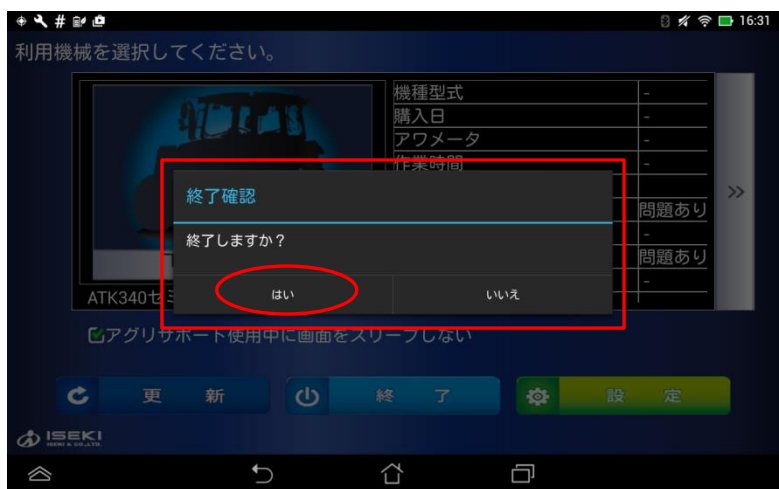 16:31
利用機械を選択してください。
機種型式 -
購入日 -
アワメータ -
作業時間 -
問題あり
-
問題あり
-
終了確認
終了しますか？
はい いいえ
ATK340セミ
アグリサポート使用中に画面をスリープしない
更 新 終 了 設 定
ISEKI
ISEKI & CO.,LTD.